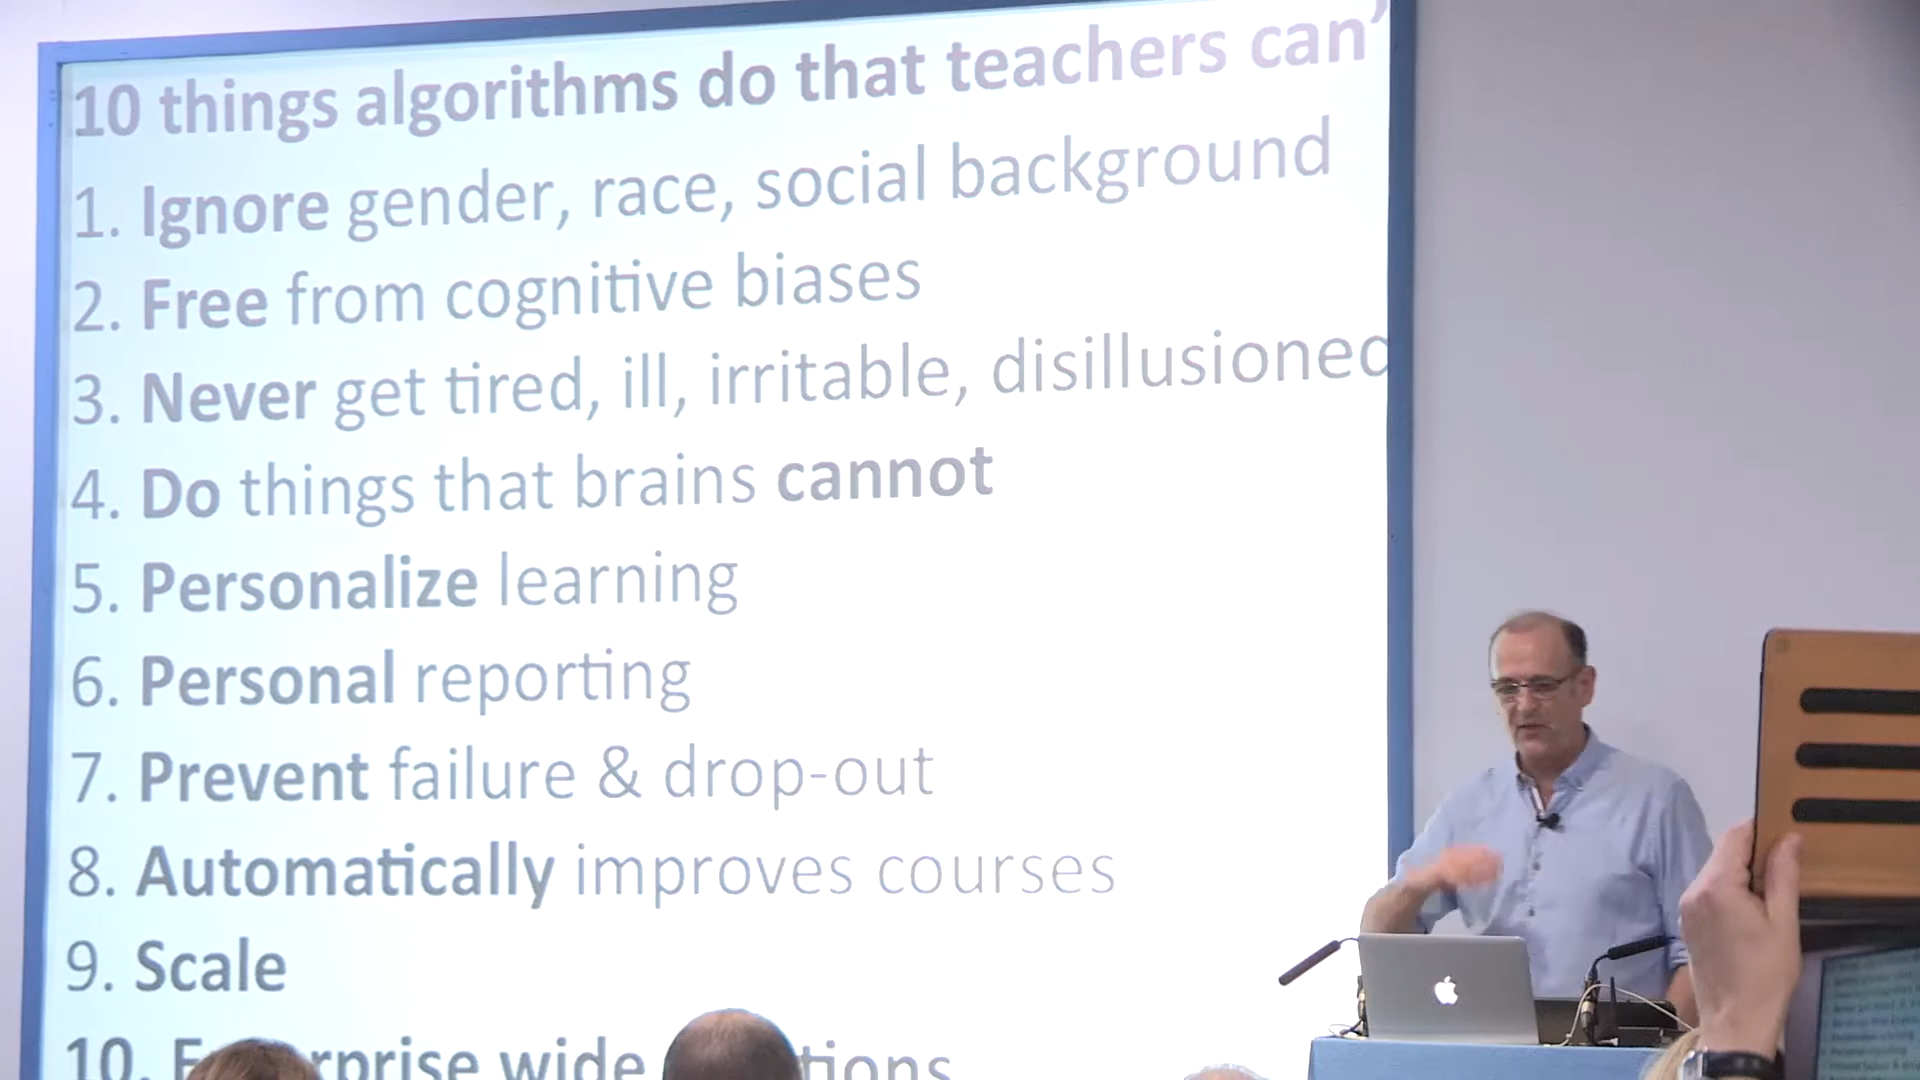 10 things algorithms do that teachers can'
1. Ignore gender, race, social background
2. Free from cognitive biases
3. Never get tired, ill, irritable, disillusioned
4. Do things that brains cannot
5. Personalize learning
6. Personal reporting
7. Prevent failure & drop-out
8. Automatically improves courses
9. Scale
10. wide